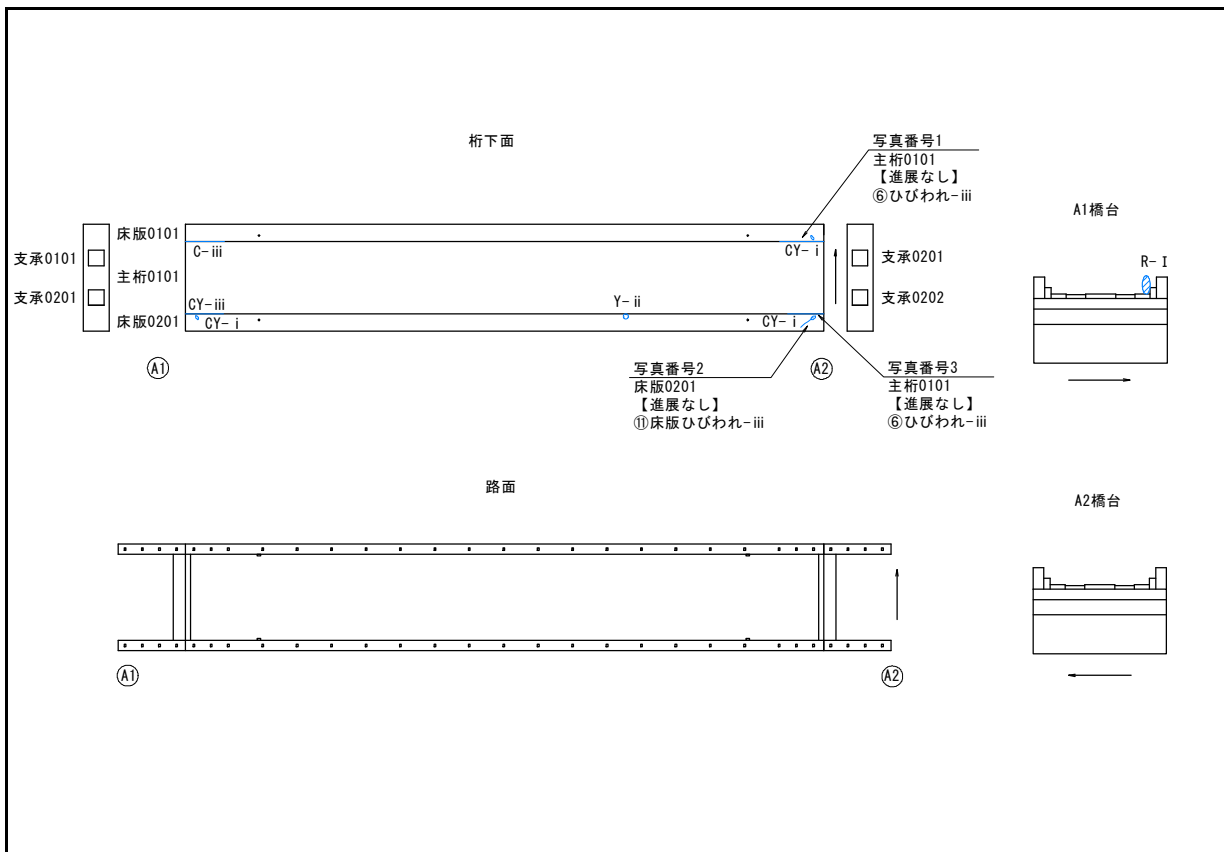 桁下面
写真番号1
主桁0101
【進展なし】
⑥ひびわれ-ⅲ
A1橋台
床版0101
支承0101
C-ⅲ
CY-ⅰ
支承0201
主桁0101
R-Ⅰ
支承0201
CY-ⅲ
Y-ⅱ
支承0202
床版0201
CY-ⅰ
CY-ⅰ
A1
A2
写真番号2
床版0201
【進展なし】
⑪床版ひびわれ-ⅲ
写真番号3
主桁0101
【進展なし】
⑥ひびわれ-ⅲ
路面
A2橋台
A1
A2